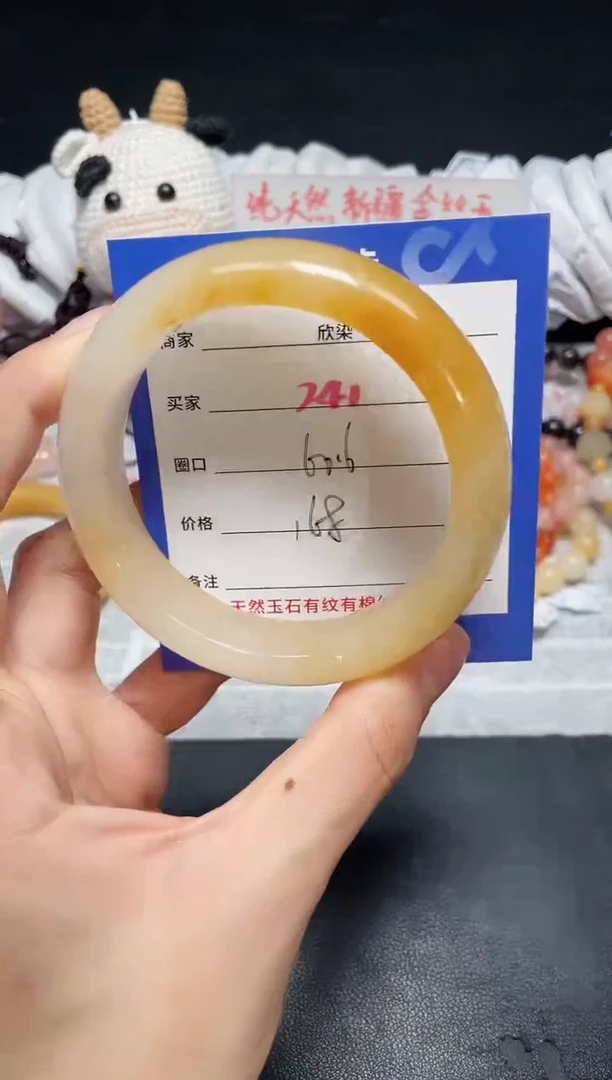 纯天然 新疆金丝玉
卡
商家 欣染
买家 241
圈口 60.6
价格 168
备注
天然玉石有纹有棉